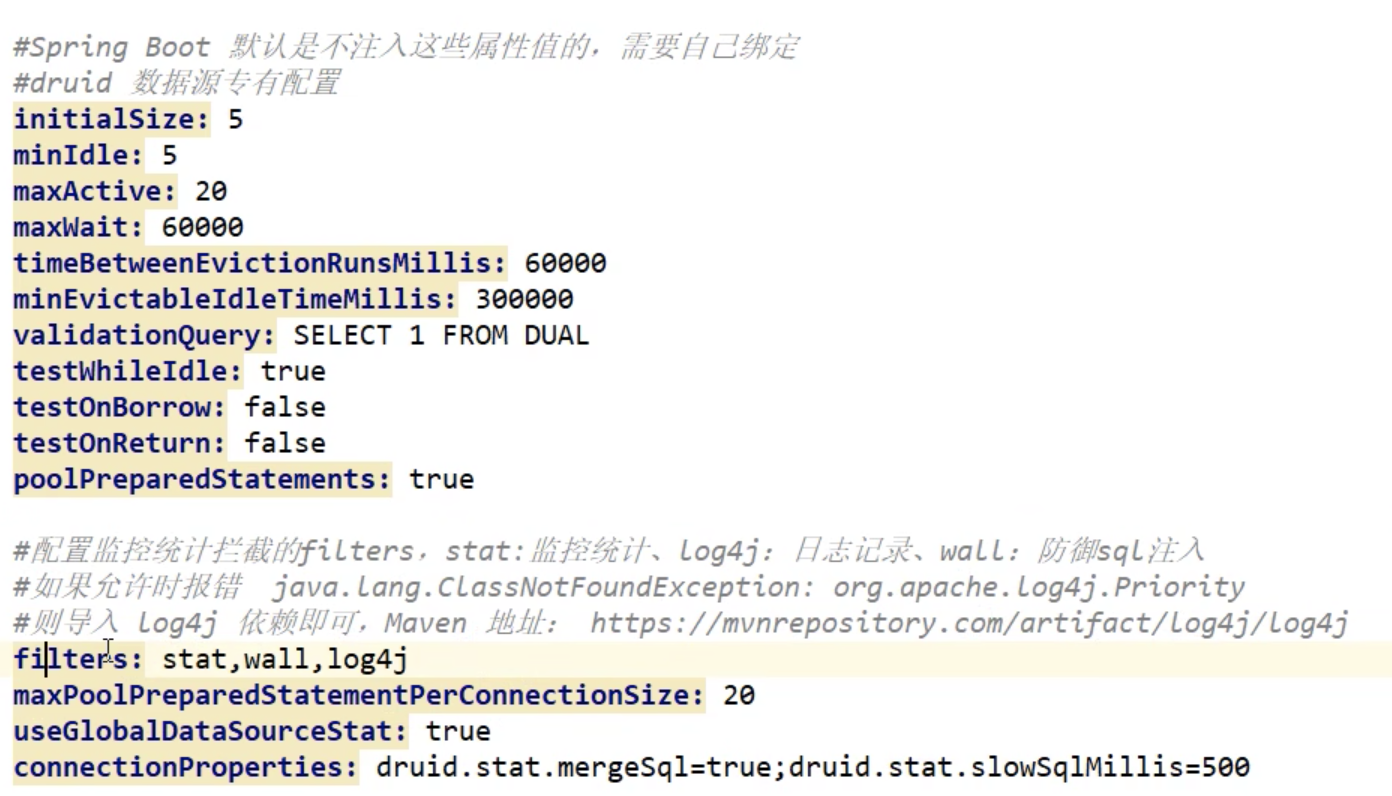 #Spring Boot 默认是不注入这些属性值的，需要自己绑定
#druid 数据源专有配置
initialSize: 5
minIdle: 5
maxActive: 20
maxWait: 60000
timeBetweenEvictionRunsMillis: 60000
minEvictableIdleTimeMillis: 300000
validationQuery: SELECT 1 FROM DUAL
testWhileIdle: true
testOnBorrow: false
testOnReturn: false
poolPreparedStatements: true
#配置监控统计拦截的filters，stat:监控统计、log4j：日志记录、wall：防御sql注入
#如果允许时报错  java.lang.ClassNotFoundException: org.apache.log4j.Priority
#则导入 log4j 依赖即可，Maven 地址： https://mvnrepository.com/artifact/log4j/log4j
filters: stat,wall,log4j
maxPoolPreparedStatementPerConnectionSize: 20
useGlobalDataSourceStat: true
connectionProperties: druid.stat.mergeSql=true;druid.stat.slowSqlMillis=500